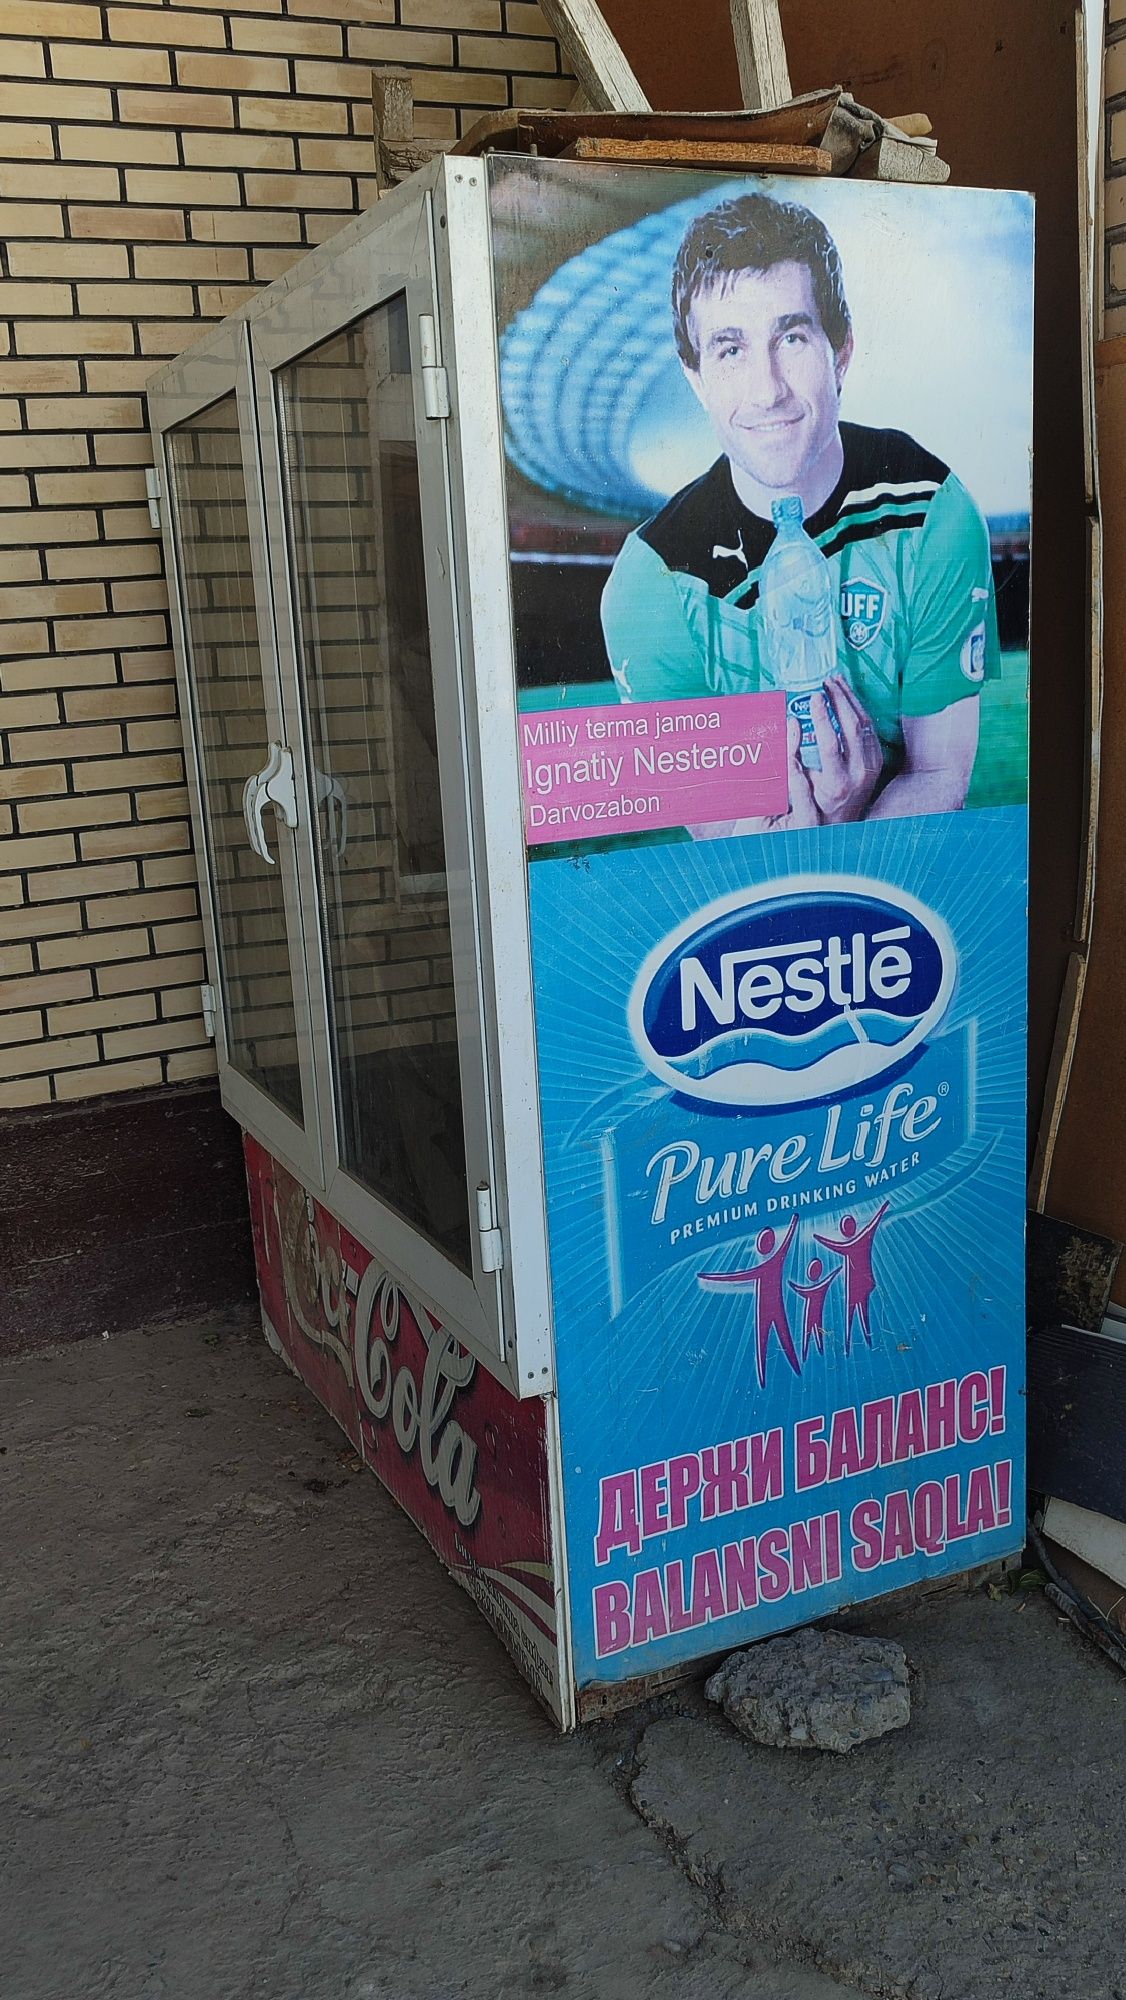 UFF
Milliy terma jamoa
Ignatiy Nesterov
Darvozabon
Nestlé
Pure Life®
PREMIUM DRINKING WATER
ДЕРЖИ БАЛАНС!
BALANSNI SAQLA!
Coca-Cola